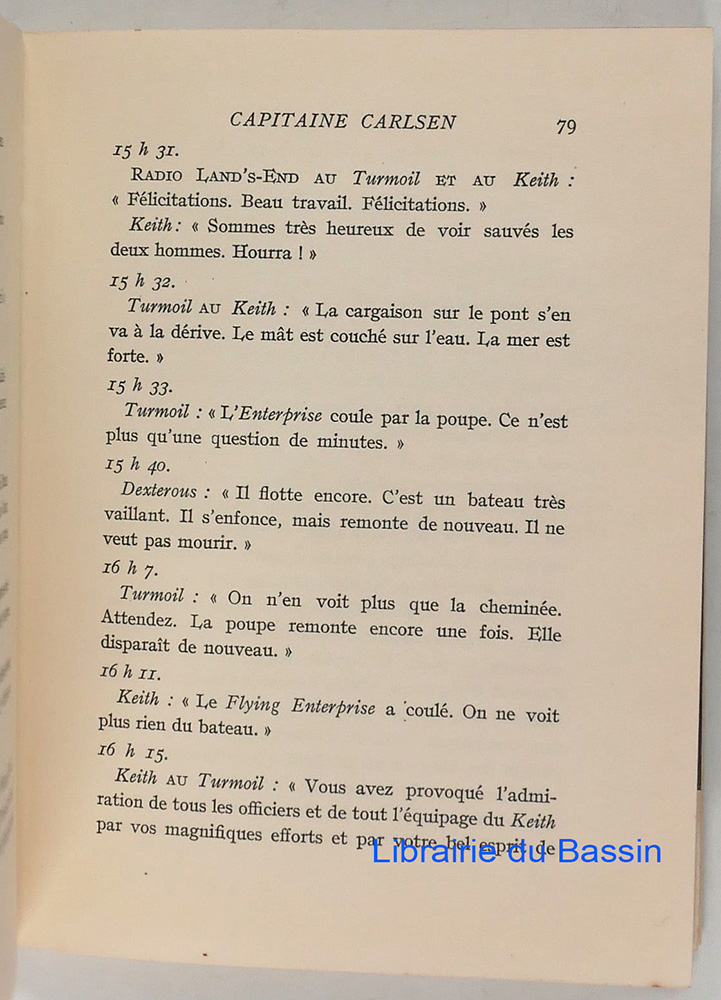 CAPITAINE CARLSEN 79
15 h 31.
RADIO LAND'S-END AU Turmoil ET AU Keith :
« Félicitations. Beau travail. Félicitations. »
Keith : « Sommes très heureux de voir sauvés les
deux hommes. Hourra ! »
15 h 32.
Turmoil AU Keith : « La cargaison sur le pont s'en
va à la dérive. Le mât est couché sur l'eau. La mer est
forte. »
15 h 33.
Turmoil : « L'Enterprise coule par la poupe. Ce n'est
plus qu'une question de minutes. »
15 h 40.
Dexterous : « Il flotte encore. C'est un bateau très
vaillant. Il s'enfonce, mais remonte de nouveau. Il ne
veut pas mourir. »
16 h 7.
Turmoil : « On n'en voit plus que la cheminée.
Attendez. La poupe remonte encore une fois. Elle
disparaît de nouveau. »
16 h 11.
Keith : « Le Flying Enterprise a coulé. On ne voit
plus rien du bateau. »
16 h 15.
Keith AU Turmoil : « Vous avez provoqué l'admi-
ration de tous les officiers et de tout l'équipage du Keith
par vos magnifiques efforts et par votre bel esprit de
Librairie du Bassin